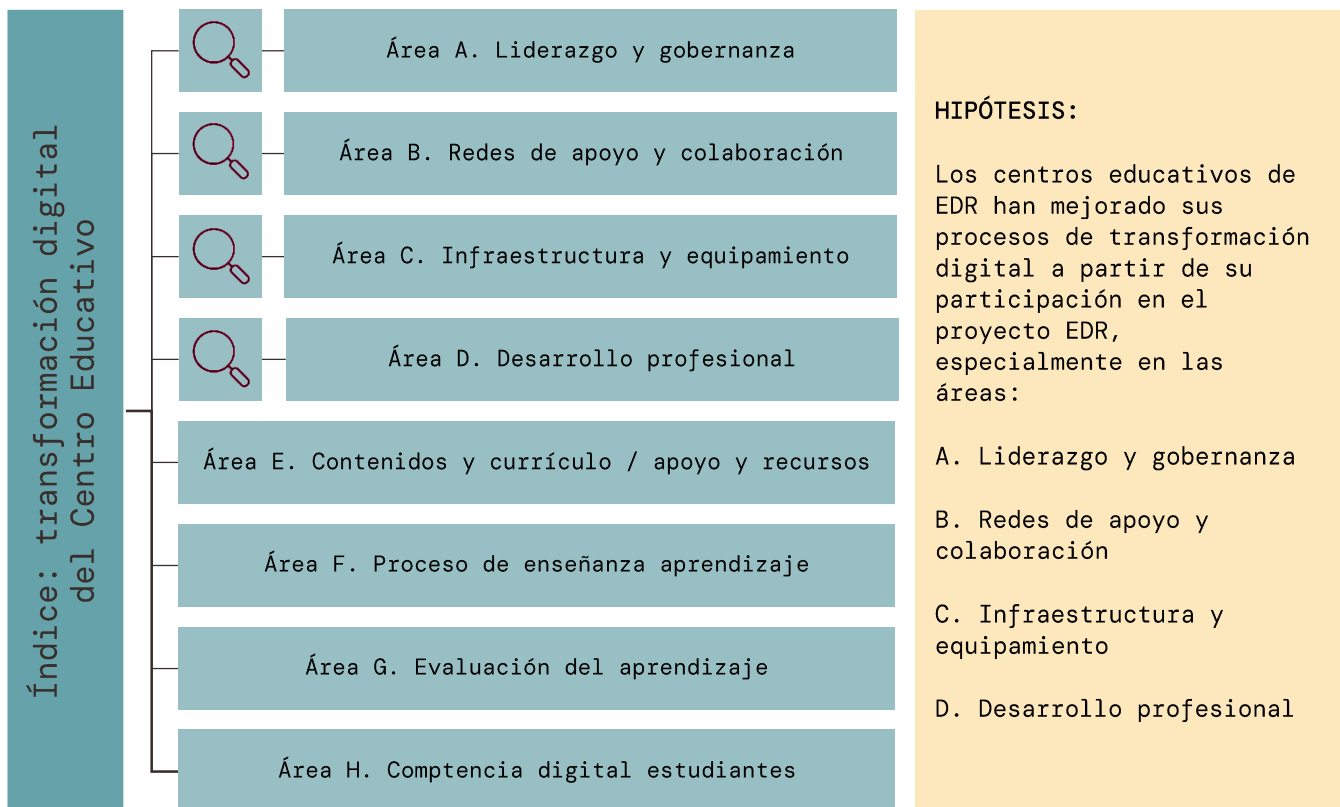 Índice: transformación digital
del Centro Educativo
Área A. Liderazgo y gobernanza
Área B. Redes de apoyo y colaboración
Área C. Infraestructura y equipamiento
Área D. Desarrollo profesional
Área E. Contenidos y currículo / apoyo y recursos
Área F. Proceso de enseñanza aprendizaje
Área G. Evaluación del aprendizaje
Área H. Comptencia digital estudiantes
HIPÓTESIS:
Los centros educativos de
EDR han mejorado sus
procesos de transformación
digital a partir de su
participación en el
proyecto EDR,
especialmente en las
áreas:
A. Liderazgo y gobernanza
B. Redes de apoyo y
colaboración
C. Infraestructura y
equipamiento
D. Desarrollo profesional